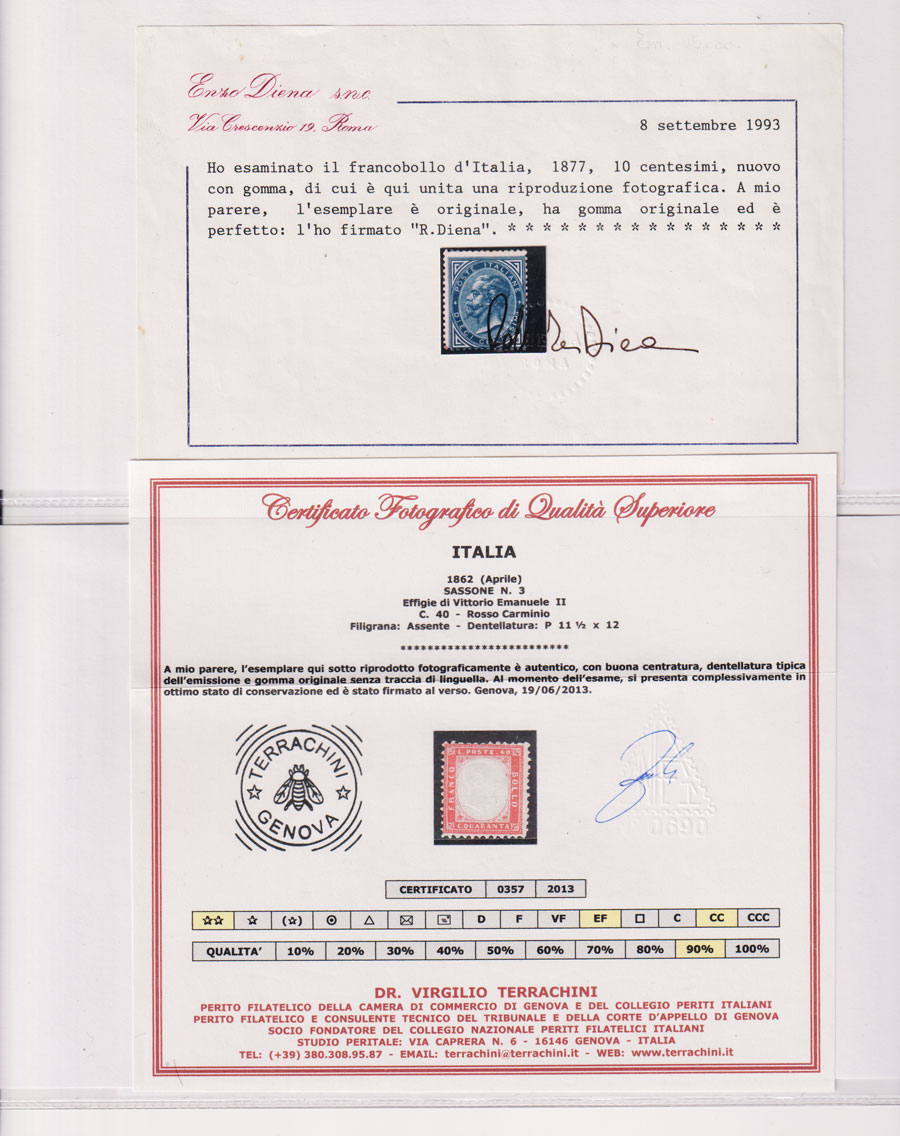 Enzo Diena s.n.c.
Via Crescenzio 19, Roma
8 settembre 1993
Ho esaminato il francobollo d'Italia, 1877, 10 centesimi, nuovo
con gomma, di cui è qui unita una riproduzione fotografica. A mio
parere, l'esemplare è originale, ha gomma originale ed è
perfetto: l'ho firmato "R.Diena". * * * * * * * * * * * * * * * *
POSTE ITALIANE
Certificato Fotografico di Qualità Superiore
ITALIA
1862 (Aprile)
SASSONE N. 3
Effigie di Vittorio Emanuele II
C. 40 - Rosso Carminio
Filigrana: Assente - Dentellatura: P 11 ½ x 12
*************************
A mio parere, l'esemplare qui sotto riprodotto fotograficamente è autentico, con buona centratura, dentellatura tipica
dell'emissione e gomma originale senza traccia di linguella. Al momento dell'esame, si presenta complessivamente in
ottimo stato di conservazione ed è stato firmato al verso. Genova, 19/06/2013.
TERRACHINI
GENOVA
C. POSTE. 40
FRANCO
BOLLO
C.QUARANTA
0690
CERTIFICATO 0357 2013
☆☆ ☆ (☆) ⊙ △ ✉ D F VF EF □ C CC CCC
QUALITA' 10% 20% 30% 40% 50% 60% 70% 80% 90% 100%
DR. VIRGILIO TERRACHINI
PERITO FILATELICO DELLA CAMERA DI COMMERCIO DI GENOVA E DEL COLLEGIO PERITI ITALIANI
PERITO FILATELICO E CONSULENTE TECNICO DEL TRIBUNALE E DELLA CORTE D'APPELLO DI GENOVA
SOCIO FONDATORE DEL COLLEGIO NAZIONALE PERITI FILATELICI ITALIANI
STUDIO PERITALE: VIA CAPRERA N. 6 - 16146 GENOVA - ITALIA
TEL: (+39) 380.308.95.87 - EMAIL: terrachini@terrachini.it - WEB: www.terrachini.it